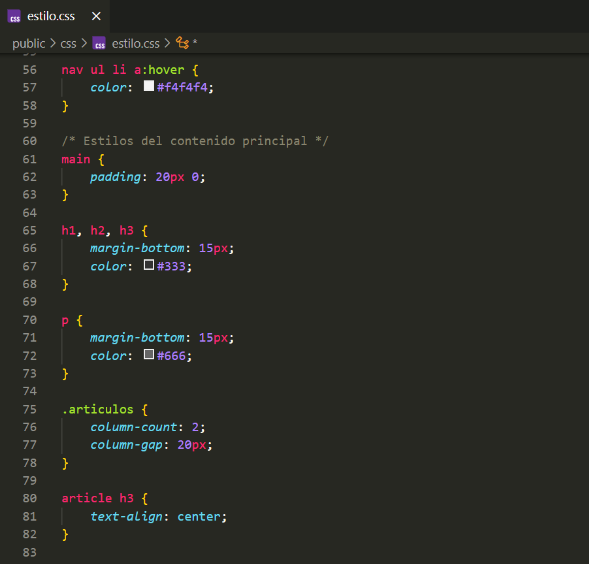 estilo.css ×
public > css > estilo.css > *
56 nav ul li a:hover {
57     color: #f4f4f4;
58 }
59
60 /* Estilos del contenido principal */
61 main {
62     padding: 20px 0;
63 }
64
65 h1, h2, h3 {
66     margin-bottom: 15px;
67     color: #333;
68 }
69
70 p {
71     margin-bottom: 15px;
72     color: #666;
73 }
74
75 .articulos {
76     column-count: 2;
77     column-gap: 20px;
78 }
79
80 article h3 {
81     text-align: center;
82 }
83